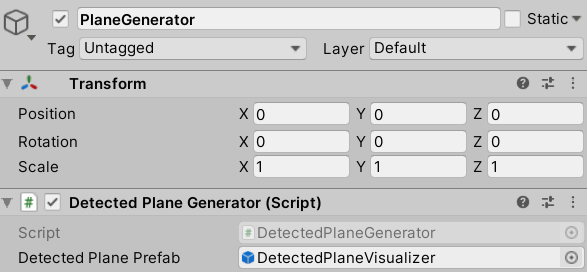 PlaneGenerator Static
Tag Untagged Layer Default
Transform
Position X 0 Y 0 Z 0
Rotation X 0 Y 0 Z 0
Scale X 1 Y 1 Z 1
# Detected Plane Generator (Script)
Script # DetectedPlaneGenerator
Detected Plane Prefab DetectedPlaneVisualizer